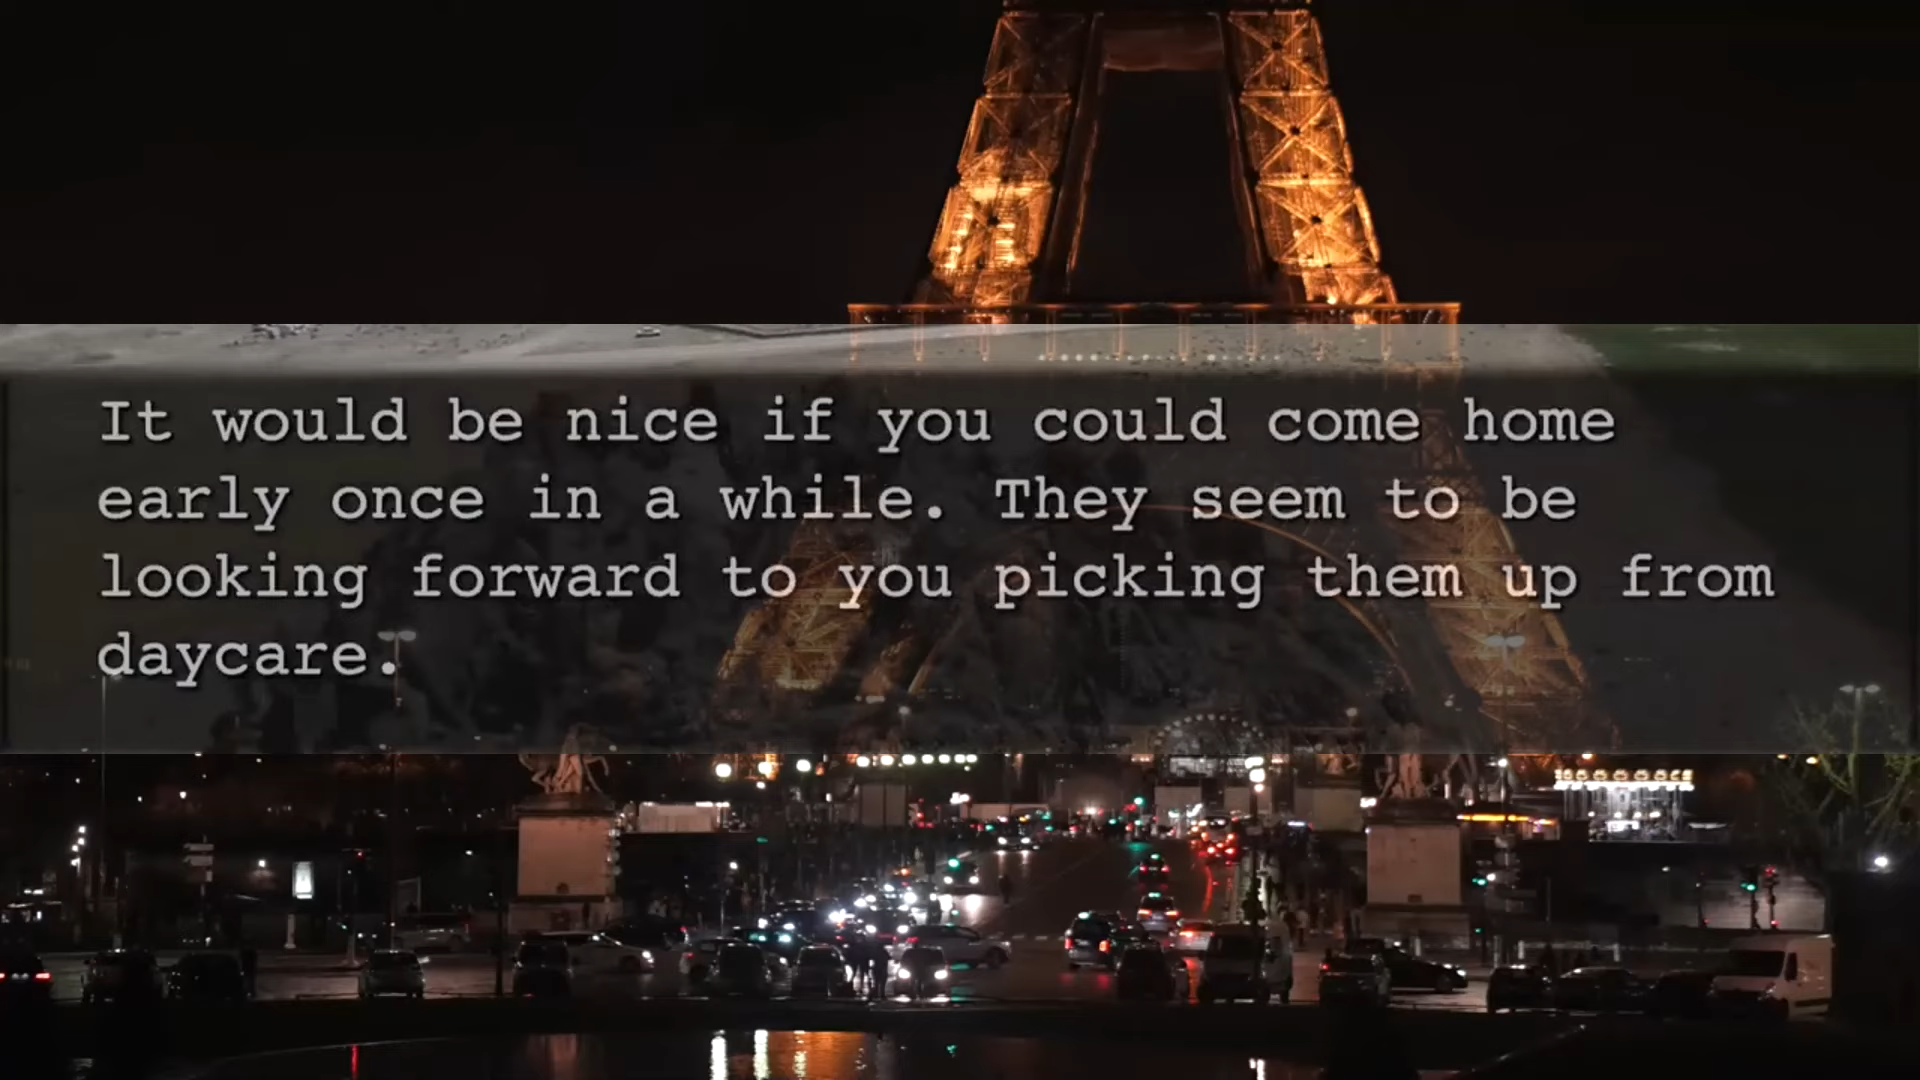 It would be nice if you could come home
early once in a while. They seem to be
looking forward to you picking them up from
daycare.